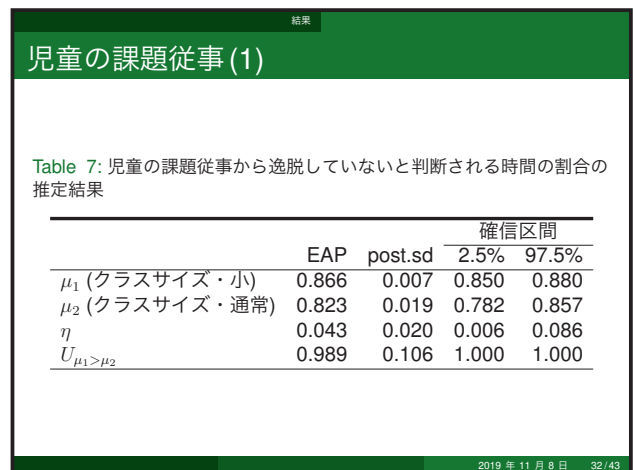 結果
児童の課題従事 (1)
Table 7: 児童の課題従事から逸脱していないと判断される時間の割合の
推定結果
確信区間
EAP post.sd 2.5% 97.5%
μ1 (クラスサイズ・小) 0.866 0.007 0.850 0.880
μ2 (クラスサイズ・通常) 0.823 0.019 0.782 0.857
η 0.043 0.020 0.006 0.086
Uμ1>μ2 0.989 0.106 1.000 1.000
2019 年 11 月 8 日 32/43